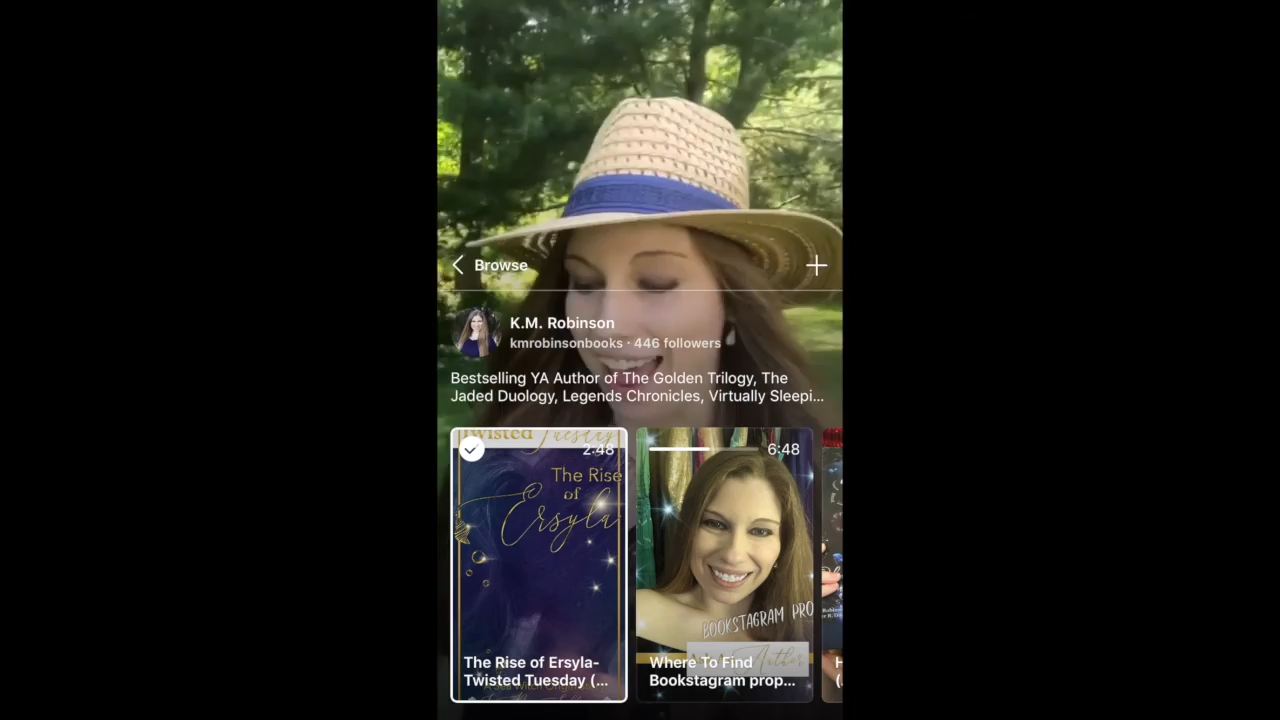 Browse
K.M. Robinson
kmrobinsonbooks · 446 followers
Bestselling YA Author of The Golden Trilogy, The
Jaded Duology, Legends Chronicles, Virtually Sleepi...
Twisted Tuesday
2:48
The Rise
of
Ersyla
The Rise of Ersyla-
Twisted Tuesday (...
6:48
BOOKSTAGRAM PRO
Author
Where To Find
Bookstagram prop...
H
(.